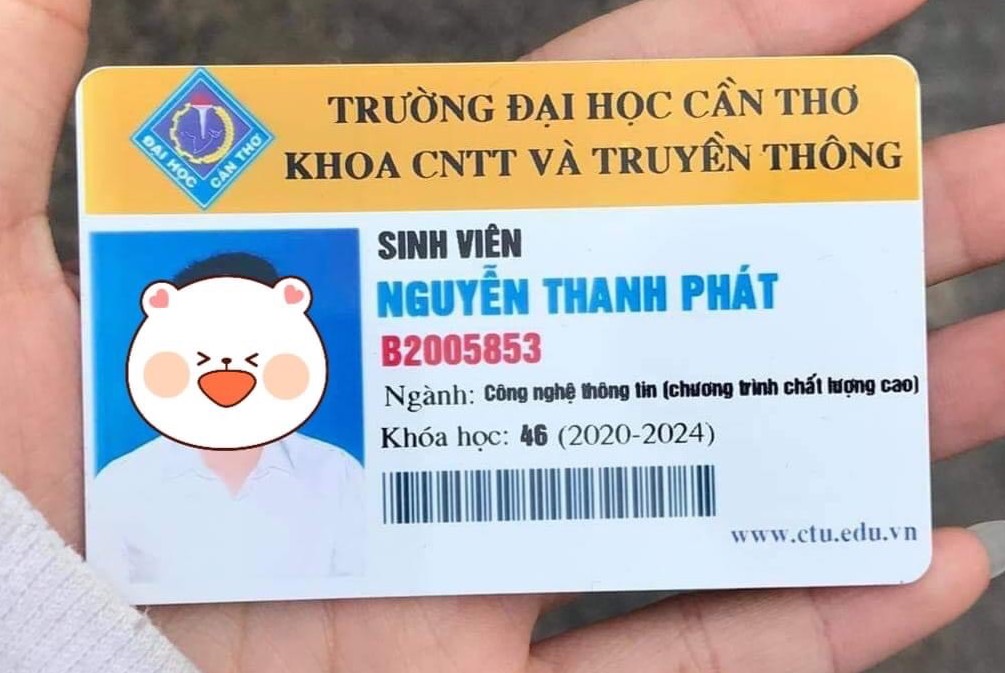 TRƯỜNG ĐẠI HỌC CẦN THƠ
KHOA CNTT VÀ TRUYỀN THÔNG
ĐẠI HỌC CẦN THƠ
SINH VIÊN
NGUYỄN THANH PHÁT
B2005853
Ngành: Công nghệ thông tin (chương trình chất lượng cao)
Khóa học: 46 (2020-2024)
www.ctu.edu.vn